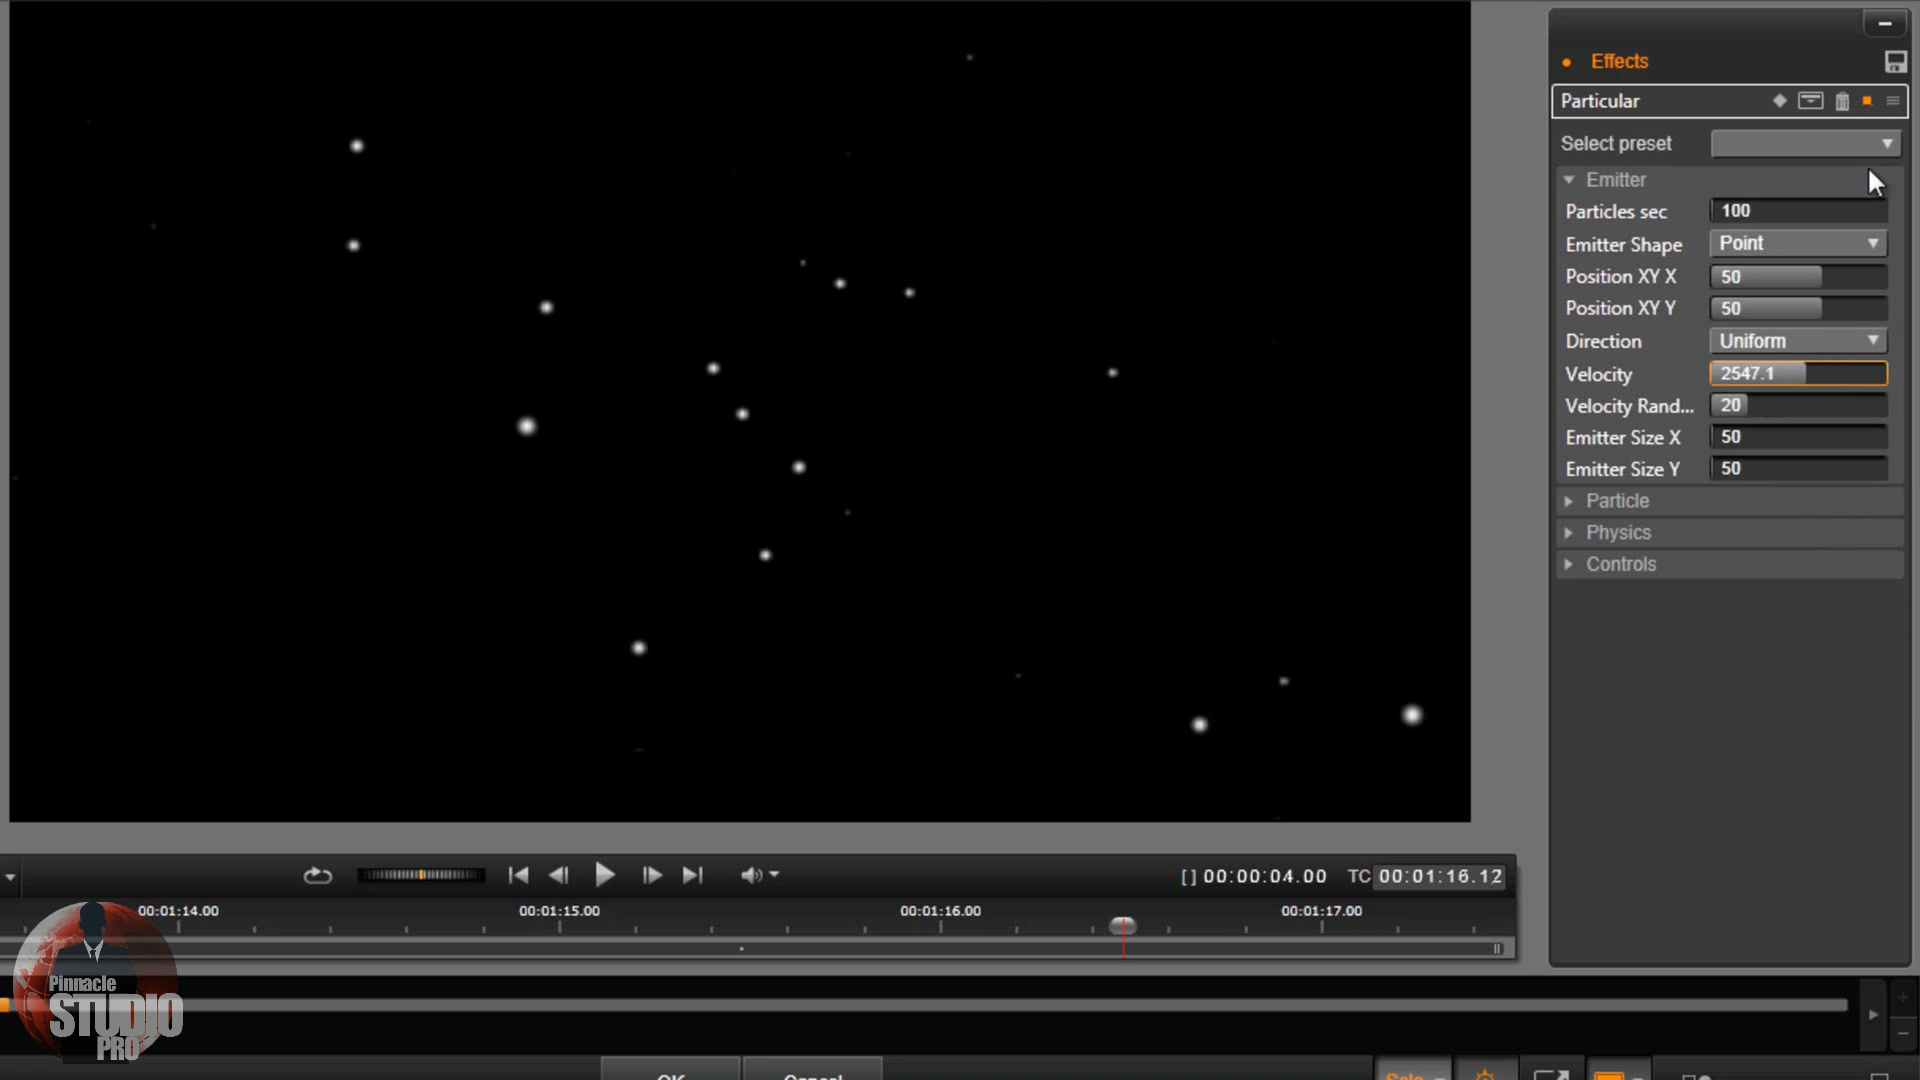 Effects
Particular
Select preset
Emitter
Particles sec 100
Emitter Shape Point
Position XY X 50
Position XY Y 50
Direction Uniform
Velocity 2547.1
Velocity Rand... 20
Emitter Size X 50
Emitter Size Y 50
Particle
Physics
Controls
[] 00:00:04.00 TC 00:01:16.12
00:01:14.00 00:01:15.00 00:01:16.00 00:01:17.00
Pinnacle
STUDIO
PRO
OK Cancel Solo